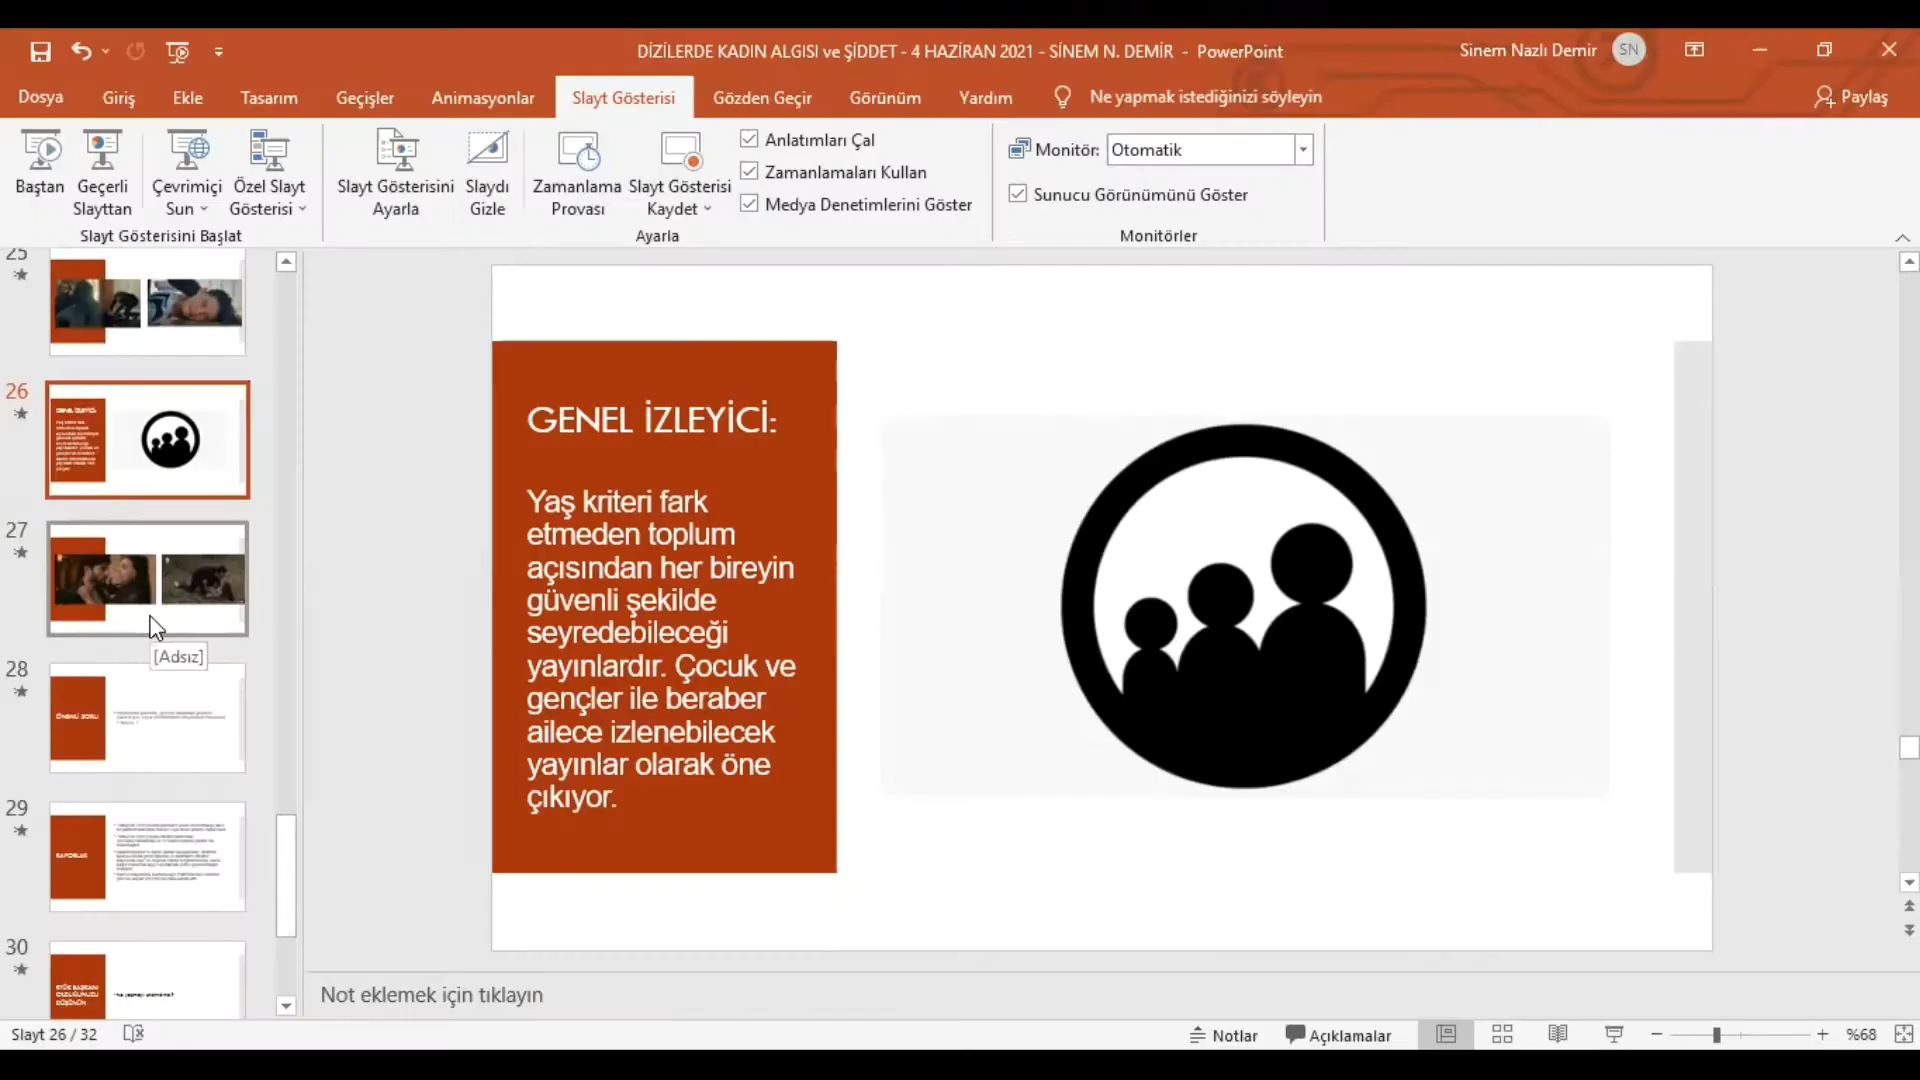 DİZİLERDE KADIN ALGISI ve ŞİDDET - 4 HAZİRAN 2021 - SİNEM N. DEMİR - PowerPoint
Sinem Nazlı Demir
SN
Dosya
Giriş
Ekle
Tasarım
Geçişler
Animasyonlar
Slayt Gösterisi
Gözden Geçir
Görünüm
Yardım
Ne yapmak istediğinizi söyleyin
Paylaş
Baştan
Geçerli
Slayttan
Çevrimiçi
Sun
Özel Slayt
Gösterisi
Slayt Gösterisini Başlat
Slayt Gösterisini
Ayarla
Slaydı
Gizle
Zamanlama
Provası
Slayt Gösterisi
Kaydet
Anlatımları Çal
Zamanlamaları Kullan
Medya Denetimlerini Göster
Ayarla
Monitör:
Otomatik
Sunucu Görünümünü Göster
Monitörler
25
26
GENEL İZLEYİCİ:
27
[Adsız]
28
ÖNEMLİ SORU
29
RAPORLAR
30
GENEL İZLEYİCİ:
Yaş kriteri fark
etmeden toplum
açısından her bireyin
güvenli şekilde
seyredebileceği
yayınlardır. Çocuk ve
gençler ile beraber
ailece izlenebilecek
yayınlar olarak öne
çıkıyor.
Not eklemek için tıklayın
Slayt 26 / 32
Notlar
Açıklamalar
%68